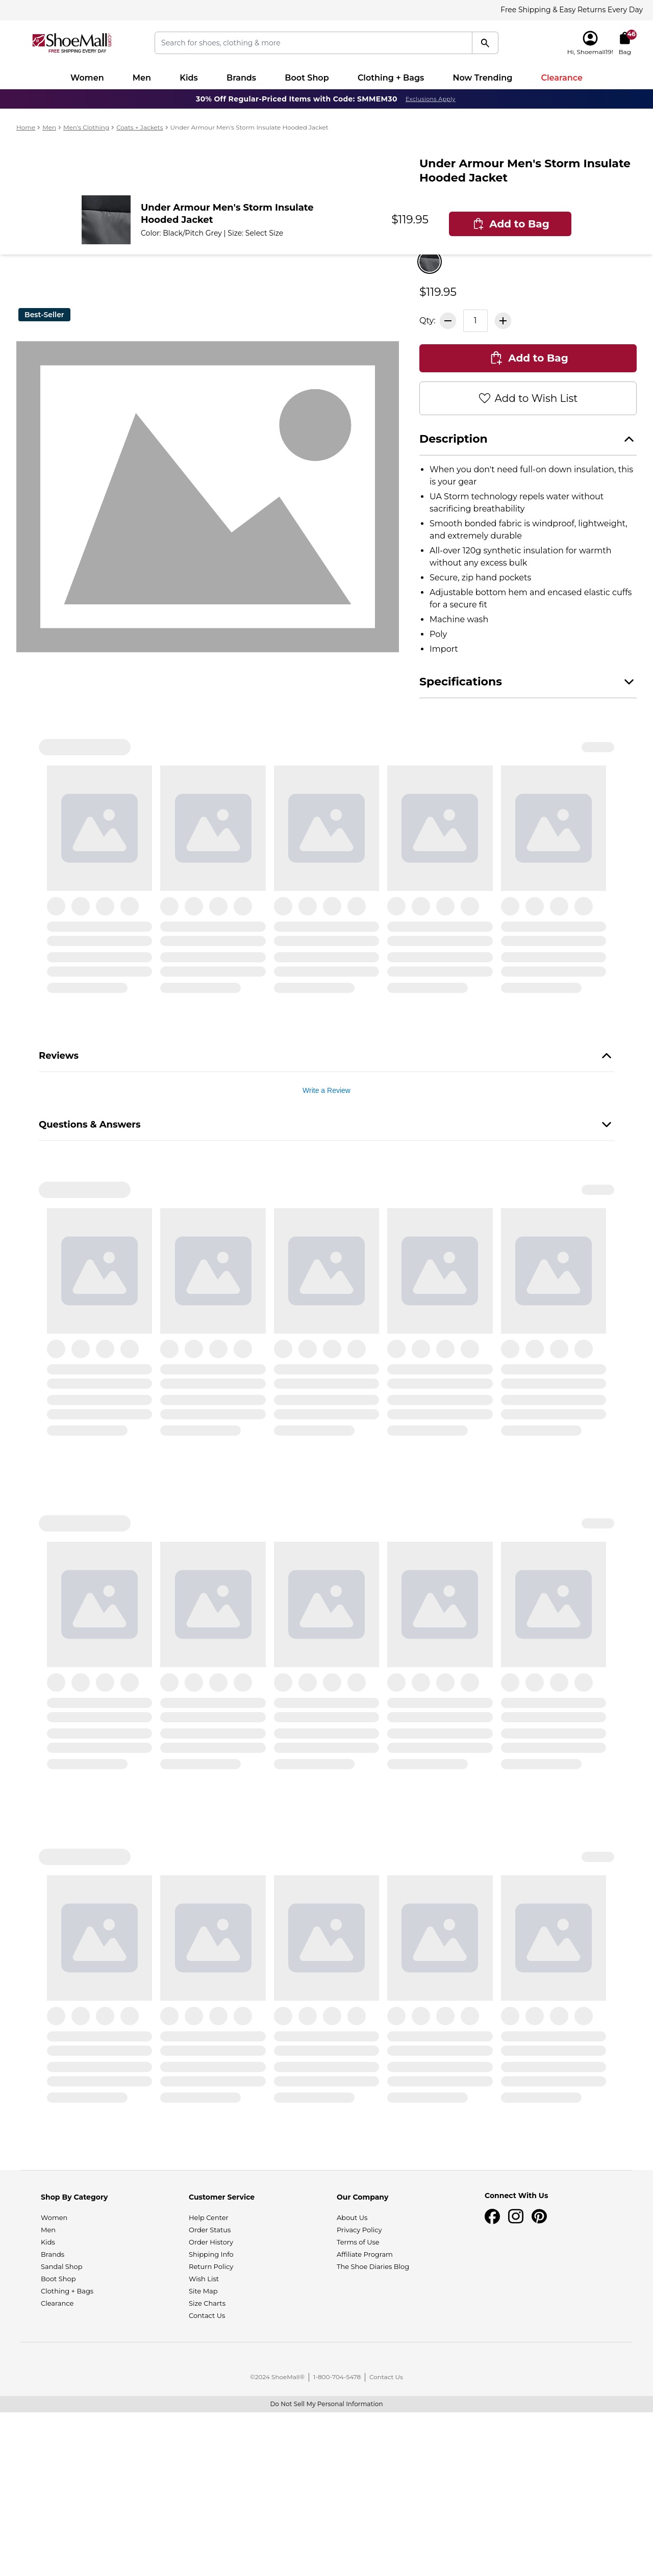 Free Shipping & Easy Returns Every Day
ShoeMall
FREE SHIPPING EVERY DAY
Search for shoes, clothing & more
Hi, Shoemall19!
46
Bag
Women
Men
Kids
Brands
Boot Shop
Clothing + Bags
Now Trending
Clearance
30% Off Regular-Priced Items with Code: SMMEM30 Exclusions Apply
Home > Men > Men's Clothing > Coats + Jackets > Under Armour Men's Storm Insulate Hooded Jacket
Under Armour Men's Storm Insulate
Hooded Jacket
Under Armour Men's Storm Insulate
Hooded Jacket
Color: Black/Pitch Grey | Size: Select Size
$119.95
Add to Bag
$119.95
Best-Seller
Qty:
1
Add to Bag
Add to Wish List
Description
• When you don't need full-on down insulation, this
is your gear
• UA Storm technology repels water without
sacrificing breathability
• Smooth bonded fabric is windproof, lightweight,
and extremely durable
• All-over 120g synthetic insulation for warmth
without any excess bulk
• Secure, zip hand pockets
• Adjustable bottom hem and encased elastic cuffs
for a secure fit
• Machine wash
• Poly
• Import
Specifications
Reviews
Write a Review
Questions & Answers
Shop By Category
Women
Men
Kids
Brands
Sandal Shop
Boot Shop
Clothing + Bags
Clearance
Customer Service
Help Center
Order Status
Order History
Shipping Info
Return Policy
Wish List
Site Map
Size Charts
Contact Us
Our Company
About Us
Privacy Policy
Terms of Use
Affiliate Program
The Shoe Diaries Blog
Connect With Us
©2024 ShoeMall® | 1-800-704-5478 | Contact Us
Do Not Sell My Personal Information